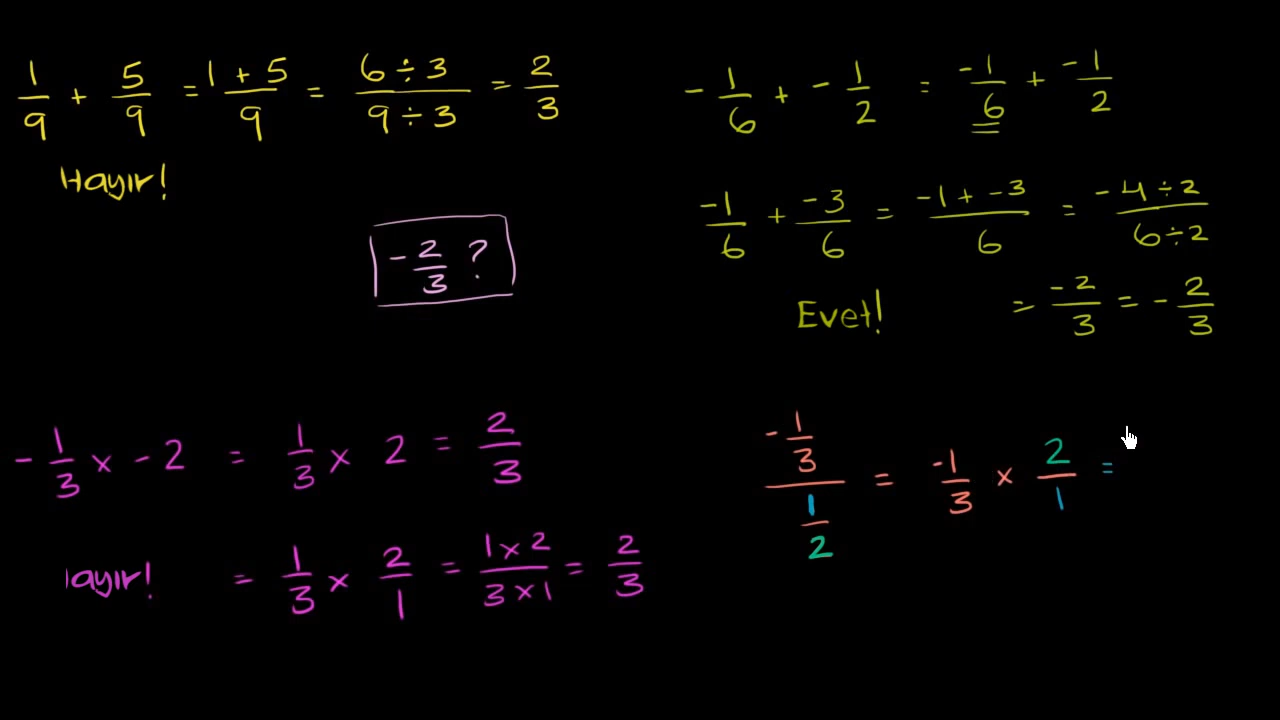 1/9 + 5/9 = 1 + 5/9 = 6 ÷ 3/9 ÷ 3 = 2/3
Hayır!
-1/6 + -1/2 = -1/6 + -1/2
-1/6 + -3/6 = -1 + -3/6 = -4 ÷ 2/6 ÷ 2
= -2/3 = -2/3
Evet!
-2/3 ?
-1/3 x -2 = 1/3 x 2 = 2/3
= 1/3 x 2/1 = 1 x 2/3 x 1 = 2/3
ayır!
-1/3/1/2 = -1/3 x 2/1 =